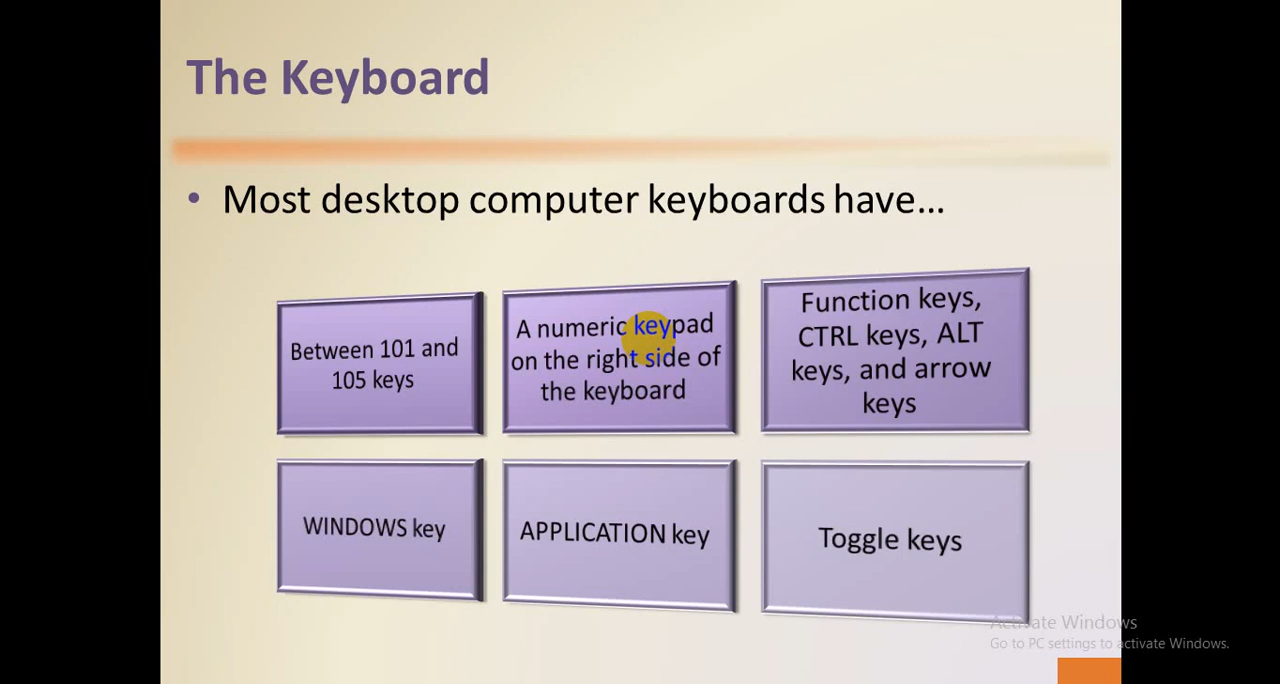 The Keyboard
• Most desktop computer keyboards have...
Between 101 and
105 keys
A numeric keypad
on the right side of
the keyboard
Function keys,
CTRL keys, ALT
keys, and arrow
keys
WINDOWS key
APPLICATION key
Toggle keys
Activate Windows
Go to PC settings to activate Windows.